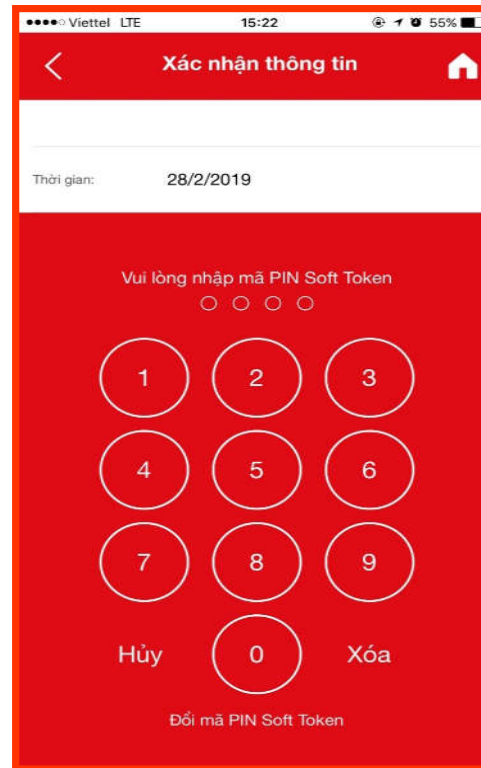 Viettel LTE 15:22 55%
Xác nhận thông tin
Thời gian: 28/2/2019
Vui lòng nhập mã PIN Soft Token
1 2 3
4 5 6
7 8 9
Hủy 0 Xóa
Đổi mã PIN Soft Token